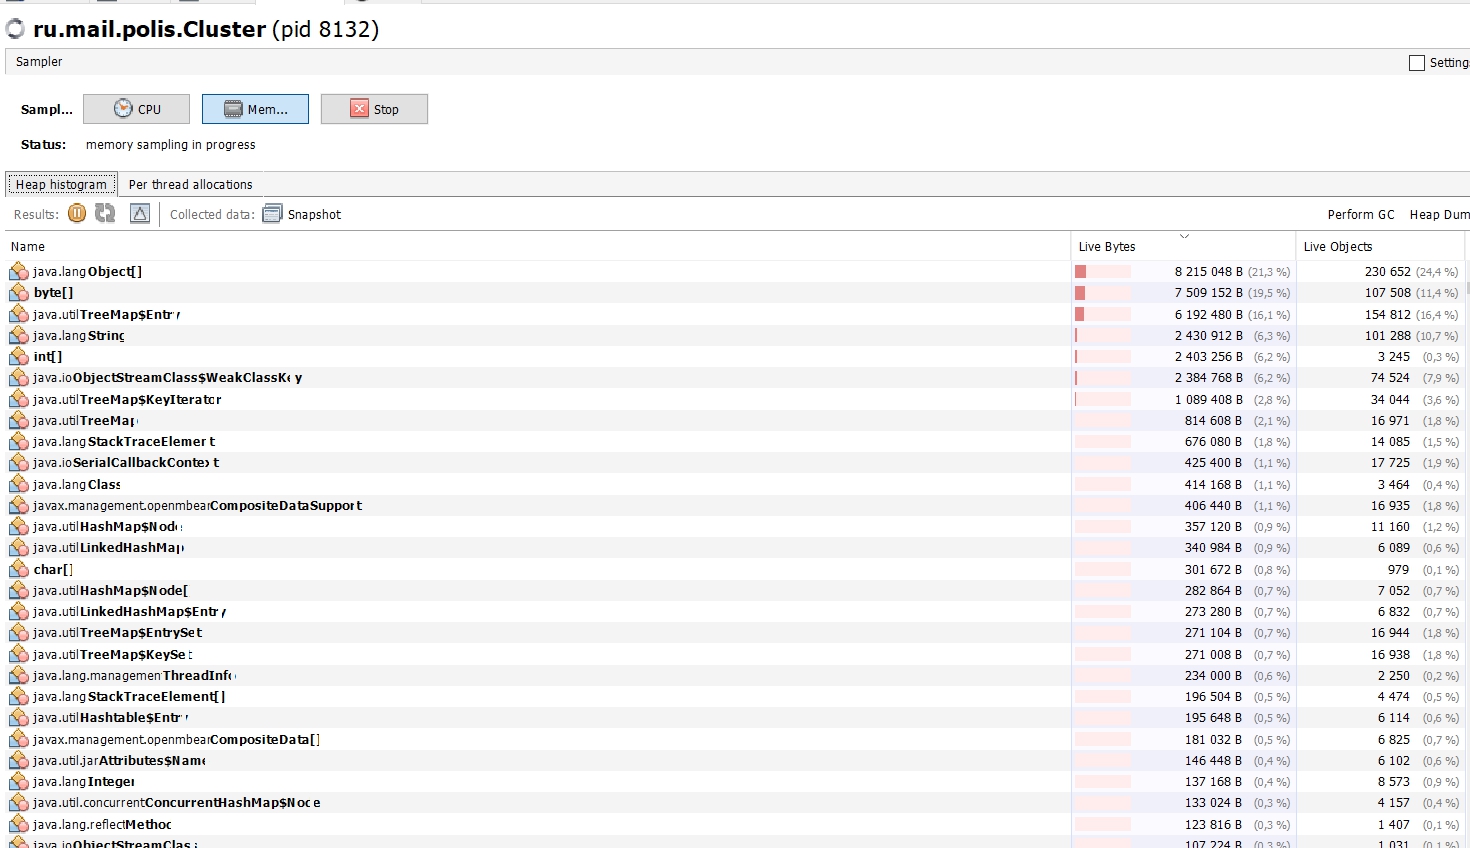 ru.mail.polis.Cluster (pid 8132)
Sampler Setting
Sampl... CPU Mem... Stop
Status: memory sampling in progress
Heap histogram Per thread allocations
Results: Collected data: Snapshot Perform GC Heap Dum
Name Live Bytes Live Objects
java.lang.Object[] 8 215 048 B (21,3 %) 230 652 (24,4 %)
byte[] 7 509 152 B (19,5 %) 107 508 (11,4 %)
java.util.TreeMap$Entry 6 192 480 B (16,1 %) 154 812 (16,4 %)
java.lang.String 2 430 912 B (6,3 %) 101 288 (10,7 %)
int[] 2 403 256 B (6,2 %) 3 245 (0,3 %)
java.io.ObjectStreamClass$WeakClassKey 2 384 768 B (6,2 %) 74 524 (7,9 %)
java.util.TreeMap$KeyIterator 1 089 408 B (2,8 %) 34 044 (3,6 %)
java.util.TreeMap 814 608 B (2,1 %) 16 971 (1,8 %)
java.lang.StackTraceElement 676 080 B (1,8 %) 14 085 (1,5 %)
java.io.SerialCallbackContext 425 400 B (1,1 %) 17 725 (1,9 %)
java.lang.Class 414 168 B (1,1 %) 3 464 (0,4 %)
javax.management.openmbean.CompositeDataSupport 406 440 B (1,1 %) 16 935 (1,8 %)
java.util.HashMap$Node 357 120 B (0,9 %) 11 160 (1,2 %)
java.util.LinkedHashMap 340 984 B (0,9 %) 6 089 (0,6 %)
char[] 301 672 B (0,8 %) 979 (0,1 %)
java.util.HashMap$Node[ 282 864 B (0,7 %) 7 052 (0,7 %)
java.util.LinkedHashMap$Entry 273 280 B (0,7 %) 6 832 (0,7 %)
java.util.TreeMap$EntrySet 271 104 B (0,7 %) 16 944 (1,8 %)
java.util.TreeMap$KeySet 271 008 B (0,7 %) 16 938 (1,8 %)
java.lang.management.ThreadInfo 234 000 B (0,6 %) 2 250 (0,2 %)
java.lang.StackTraceElement[] 196 504 B (0,5 %) 4 474 (0,5 %)
java.util.Hashtable$Entry 195 648 B (0,5 %) 6 114 (0,6 %)
javax.management.openmbean.CompositeData[] 181 032 B (0,5 %) 6 825 (0,7 %)
java.util.jar.Attributes$Name 146 448 B (0,4 %) 6 102 (0,6 %)
java.lang.Integer 137 168 B (0,4 %) 8 573 (0,9 %)
java.util.concurrent.ConcurrentHashMap$Node 133 024 B (0,3 %) 4 157 (0,4 %)
java.lang.reflect.Method 123 816 B (0,3 %) 1 407 (0,1 %)
java.io.ObjectStreamClass 107 224 B (0,3 %) 1 031 (0,1 %)